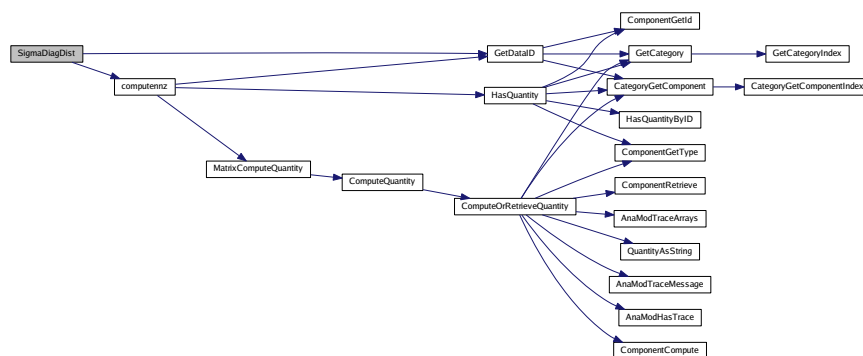 SigmaDiagDist
computennz
MatrixComputeQuantity
ComputeQuantity
GetDataID
HasQuantity
ComputeOrRetrieveQuantity
ComponentGetId
GetCategory
CategoryGetComponent
HasQuantityByID
ComponentGetType
ComponentRetrieve
AnaModTraceArrays
QuantityAsString
AnaModTraceMessage
AnaModHasTrace
ComponentCompute
GetCategoryIndex
CategoryGetComponentIndex